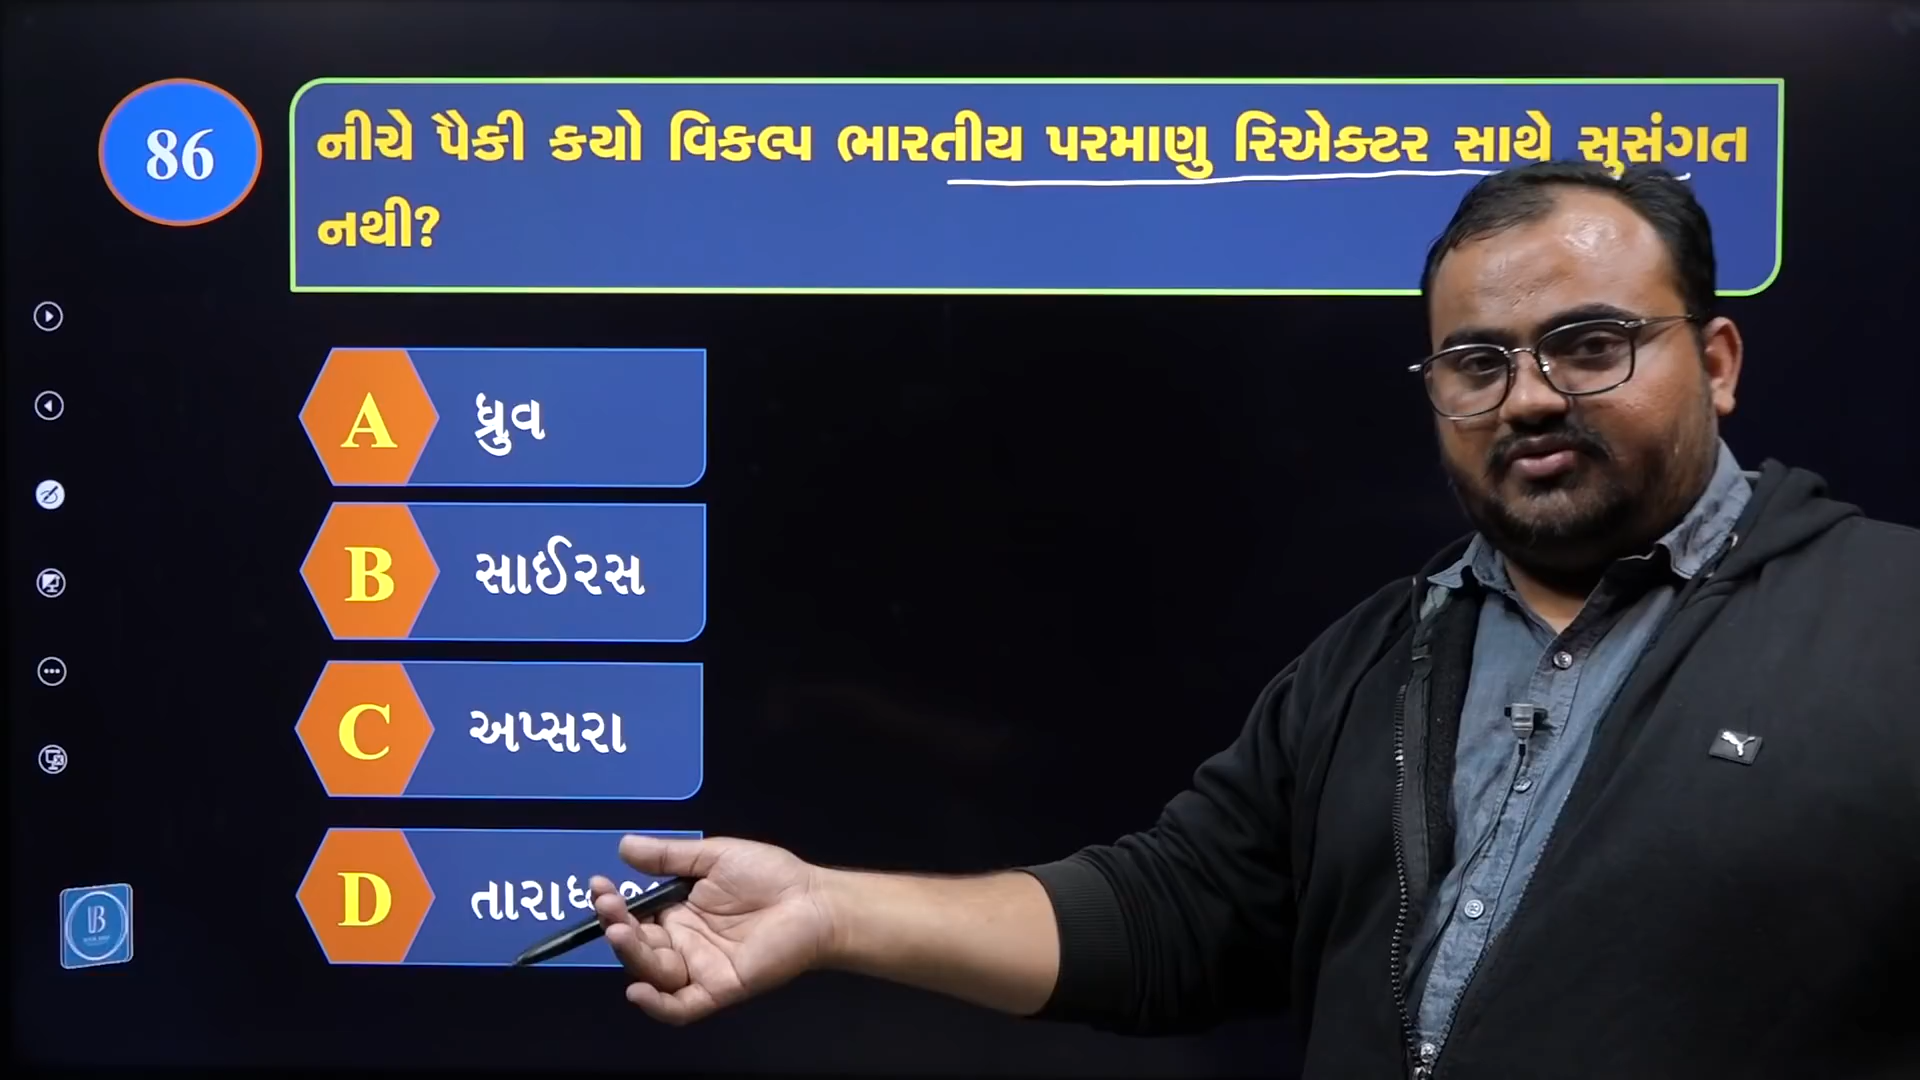 86
નીચે પૈકી કયો વિકલ્પ ભારતીય પરમાણુ રિએક્ટર સાથે સુસંગત
નથી?
A ધ્રુવ
B સાઈરસ
C અપ્સરા
D